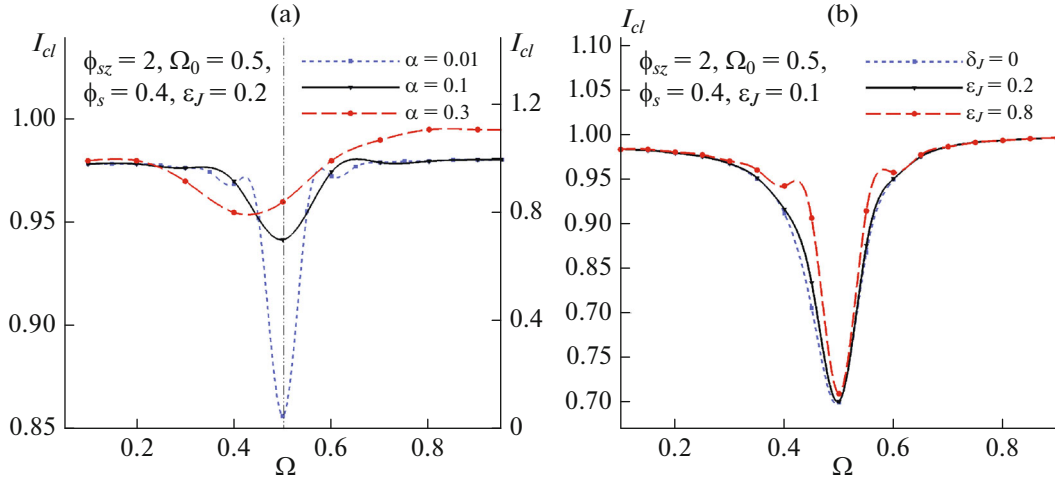 (a)
I_cl
I_cl
ϕ_sz = 2, Ω_0 = 0.5,
ϕ_s = 0.4, ε_J = 0.2
α = 0.01
α = 0.1
α = 0.3
1.00
0.95
0.90
0.85
1.2
0.8
0.4
0
0.2
0.4
0.6
0.8
Ω
(b)
I_cl
ϕ_sz = 2, Ω_0 = 0.5,
ϕ_s = 0.4, ε_J = 0.1
δ_J = 0
ε_J = 0.2
ε_J = 0.8
1.10
1.05
1.00
0.95
0.90
0.85
0.80
0.75
0.70
0.2
0.4
0.6
0.8
Ω